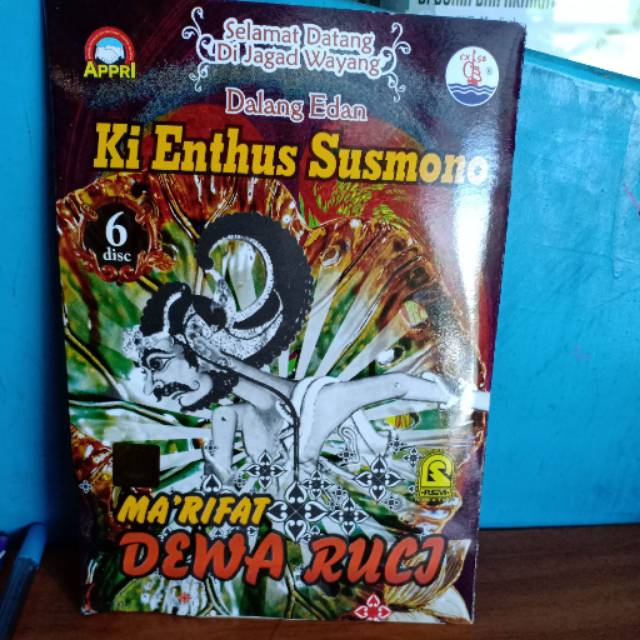 APPRI
Selamat Datang
Di Jagad Wayang
Dalang Edan
Ki Enthus Susmono
6
disc
MA'RIFAT
DEWA RUCI